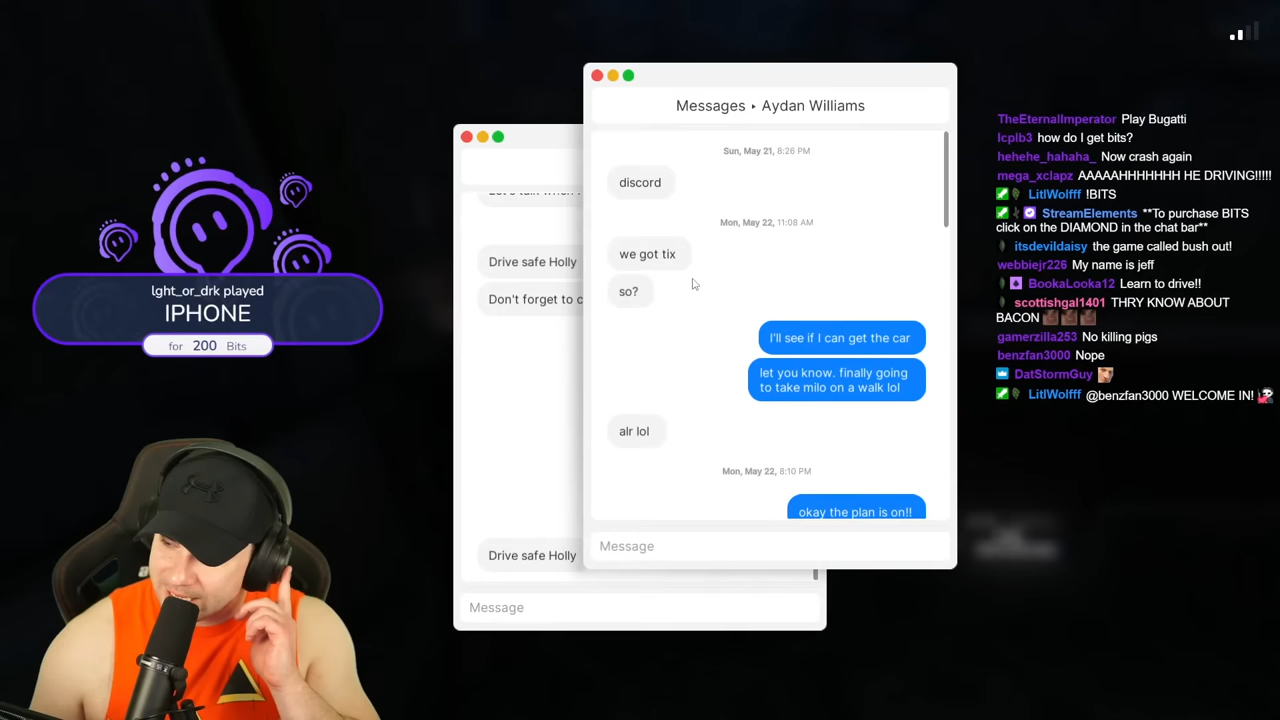 lght_or_drk played
IPHONE
for 200 Bits
Drive safe Holly
Don't forget to c
Drive safe Holly
Message
Messages ▸ Aydan Williams
Sun, May 21, 8:26 PM
discord
Mon, May 22, 11:08 AM
we got tix
so?
I'll see if I can get the car
let you know. finally going
to take milo on a walk lol
alr lol
Mon, May 22, 8:10 PM
okay the plan is on!!
Message
TheEternalImperator Play Bugatti
lcplb3 how do I get bits?
hehehe_hahaha_ Now crash again
mega_xclapz AAAAAHHHHHHH HE DRIVING!!!!!
LitlWolfff !BITS
StreamElements **To purchase BITS
click on the DIAMOND in the chat bar**
itsdevildaisy the game called bush out!
webbiejr226 My name is jeff
BookaLooka12 Learn to drive!!
scottishgal1401 THRY KNOW ABOUT
BACON
gamerzilla253 No killing pigs
benzfan3000 Nope
DatStormGuy
LitlWolfff @benzfan3000 WELCOME IN!